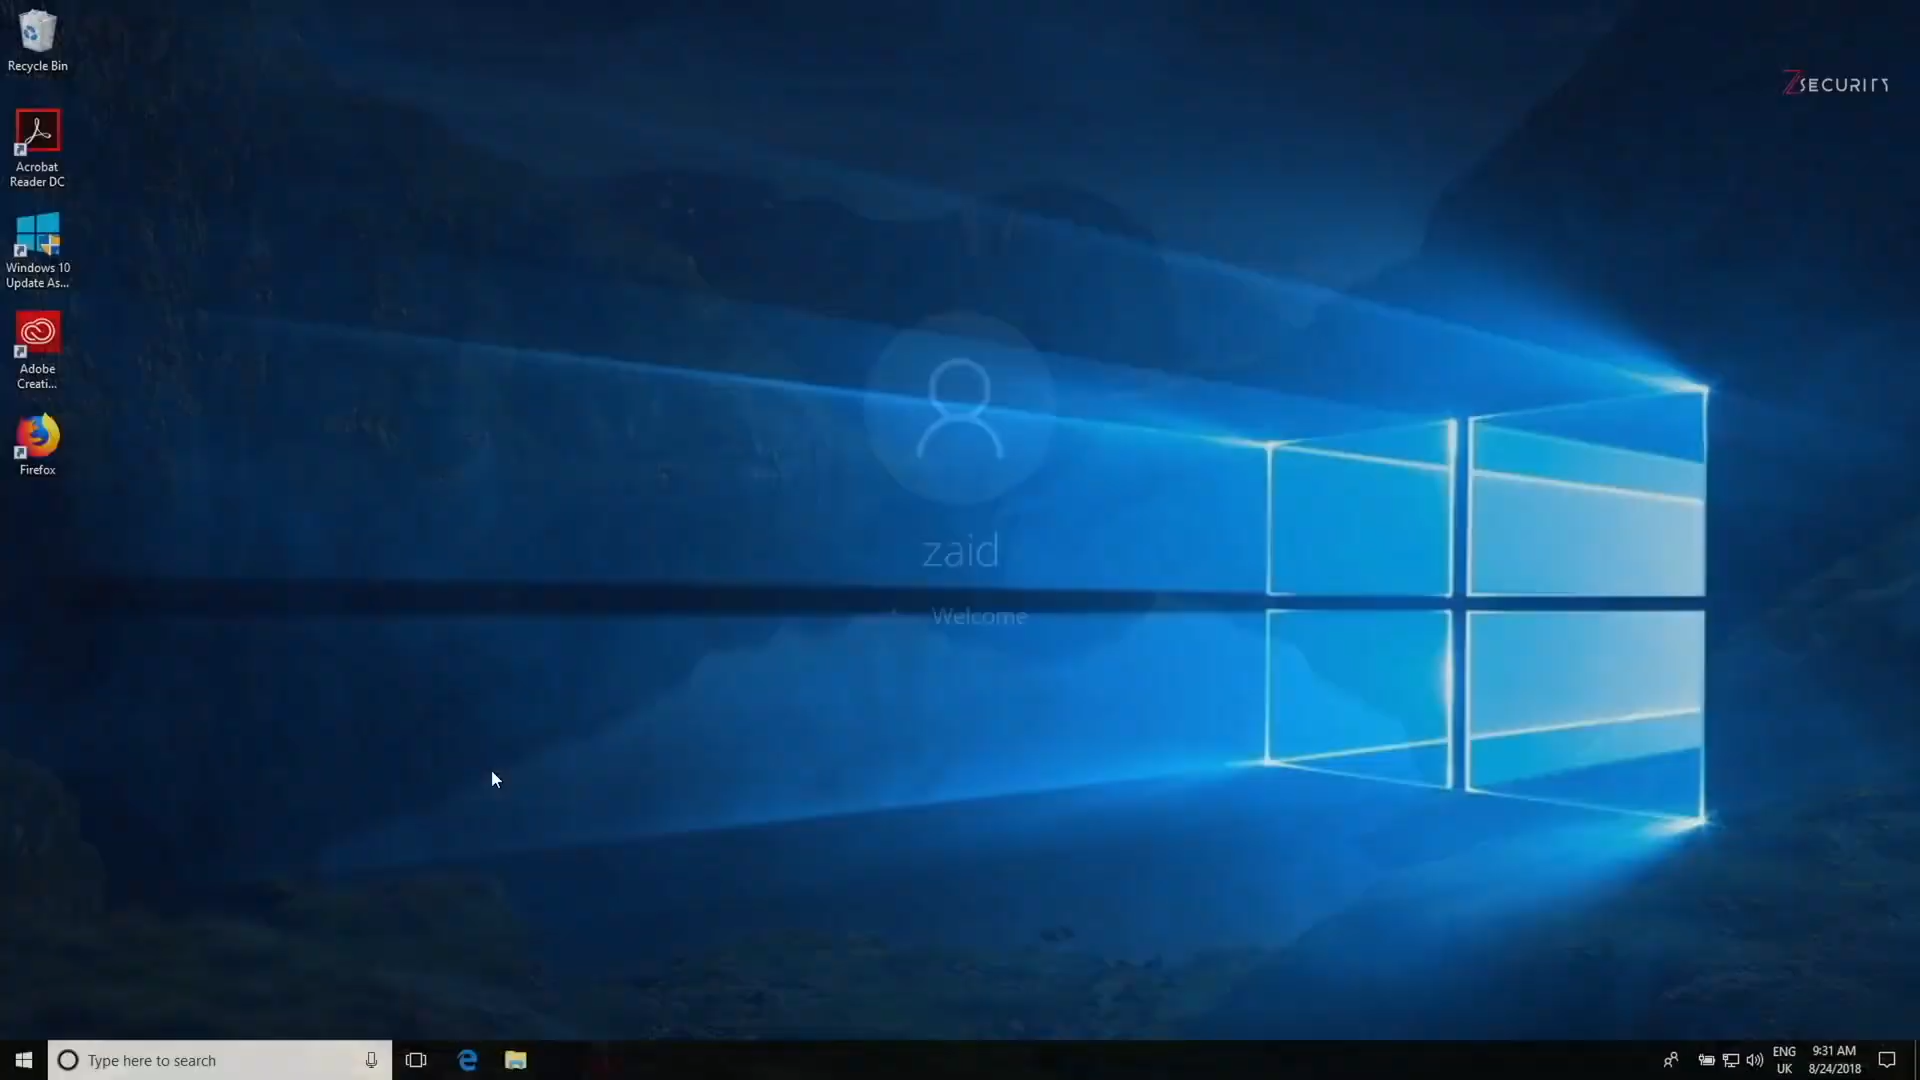 Recycle Bin
Acrobat
Reader DC
Windows 10
Update As...
Adobe
Creati...
Firefox
ZSECURITY
zaid
Welcome
Type here to search
ENG
UK
9:31 AM
8/24/2018